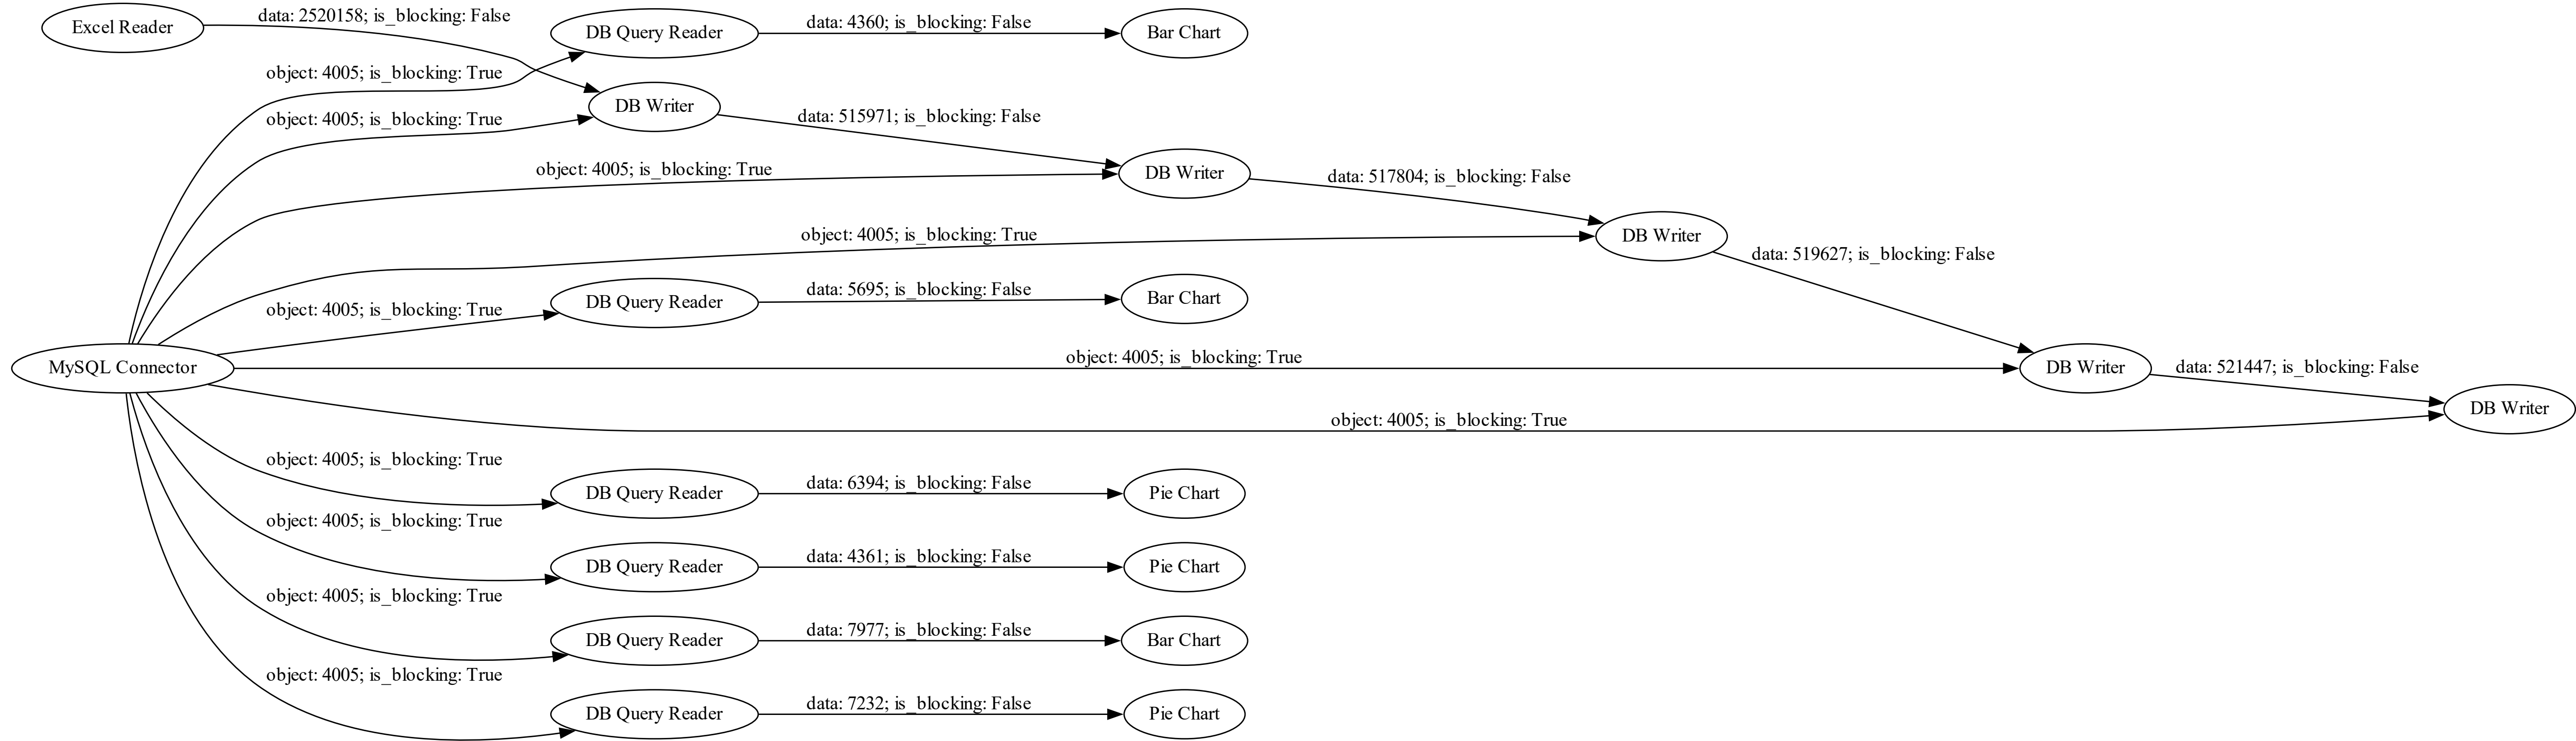 Excel Reader
data: 2520158; is_blocking: False
DB Query Reader
data: 4360; is_blocking: False
Bar Chart
object: 4005; is_blocking: True
DB Writer
object: 4005; is_blocking: True
data: 515971; is_blocking: False
object: 4005; is_blocking: True
DB Writer
data: 517804; is_blocking: False
object: 4005; is_blocking: True
DB Writer
data: 519627; is_blocking: False
object: 4005; is_blocking: True
DB Query Reader
data: 5695; is_blocking: False
Bar Chart
MySQL Connector
object: 4005; is_blocking: True
DB Writer
data: 521447; is_blocking: False
object: 4005; is_blocking: True
DB Writer
object: 4005; is_blocking: True
DB Query Reader
data: 6394; is_blocking: False
Pie Chart
object: 4005; is_blocking: True
DB Query Reader
data: 4361; is_blocking: False
Pie Chart
object: 4005; is_blocking: True
DB Query Reader
data: 7977; is_blocking: False
Bar Chart
object: 4005; is_blocking: True
DB Query Reader
data: 7232; is_blocking: False
Pie Chart